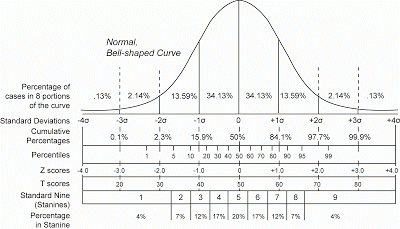 Normal,
Bell-shaped Curve
Percentage of
cases in 8 portions
of the curve
.13% 2.14% 13.59% 34.13% 34.13% 13.59% 2.14% .13%
Standard Deviations -4σ -3σ -2σ -1σ 0 +1σ +2σ +3σ +4σ
Cumulative
Percentages
0.1% 2.3% 15.9% 50% 84.1% 97.7% 99.9%
Percentiles 1 5 10 20 30 40 50 60 70 80 90 95 99
Z scores -4.0 -3.0 -2.0 -1.0 0 +1.0 +2.0 +3.0 +4.0
T scores 20 30 40 50 60 70 80
Standard Nine
(Stanines)
1 2 3 4 5 6 7 8 9
Percentage
in Stanine
4% 7% 12% 17% 20% 17% 12% 7% 4%